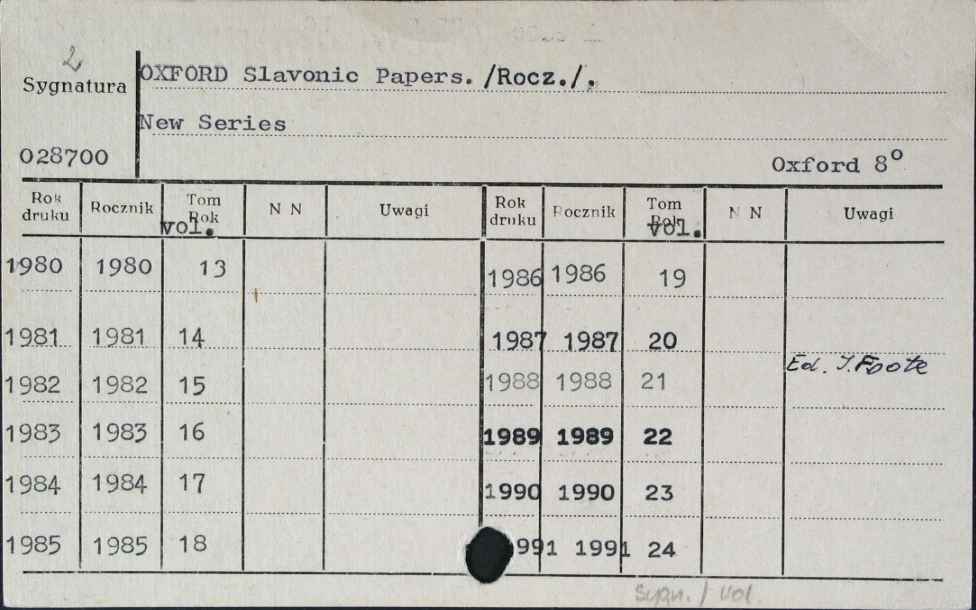 2
Sygnatura OXFORD Slavonic Papers. /Rocz./.
New Series
028700 Oxford 8°
Rok druku Rocznik Tom Rok vol. N N Uwagi Rok druku Rocznik Tom Rok vol. N N Uwagi
1980 1980 13 1986 1986 19
1981 1981 14 1987 1987 20
Ed. I. Foote
1982 1982 15 1988 1988 21
1983 1983 16 1989 1989 22
1984 1984 17 1990 1990 23
1985 1985 18 991 1991 24
Sygn. / vol.